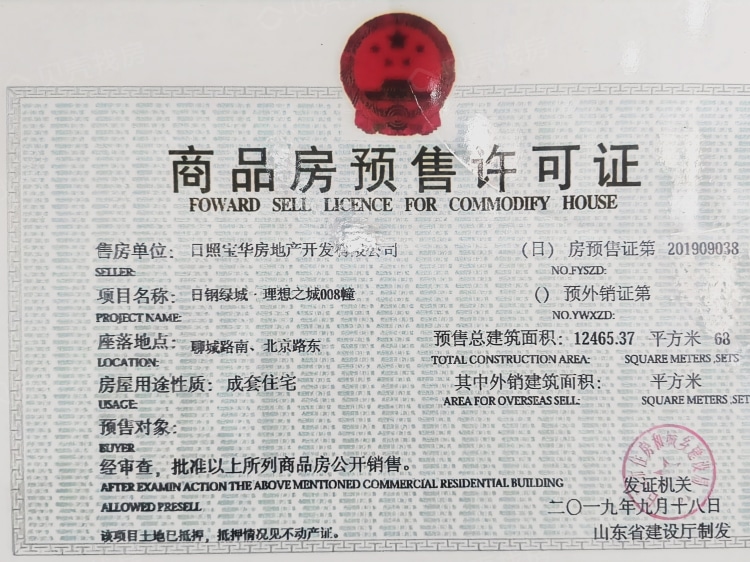 商品房预售许可证
FOWARD SELL LICENCE FOR COMMODIFY HOUSE
售房单位： 日照宝华房地产开发有限公司 （日）房预售证第 201909038
SELLER: NO.FYSZD:
项目名称： 日钢绿城·理想之城008幢 （）预外销证第
PROJECT NAME: NO.YWXZD:
座落地点： 聊城路南、北京路东 预售总建筑面积：12465.37 平方米 68
LOCATION: TOTAL CONSTRUCTION AREA: SQUARE METERS ,SETS
房屋用途性质： 成套住宅 其中外销建筑面积： 平方米
USAGE: AREA FOR OVERSEAS SELL: SQUARE METERS ,SET
预售对象：
BUYER
经审查，批准以上所列商品房公开销售。
AFTER EXAMIN ACTION THE ABOVE MENTIONED COMMERCIAL RESIDENTIAL BUILDING
ALLOWED PRESELL
发证机关
二〇一九年九月十八日
该项目土地已抵押，抵押情况见不动产证。 山东省建设厅制发